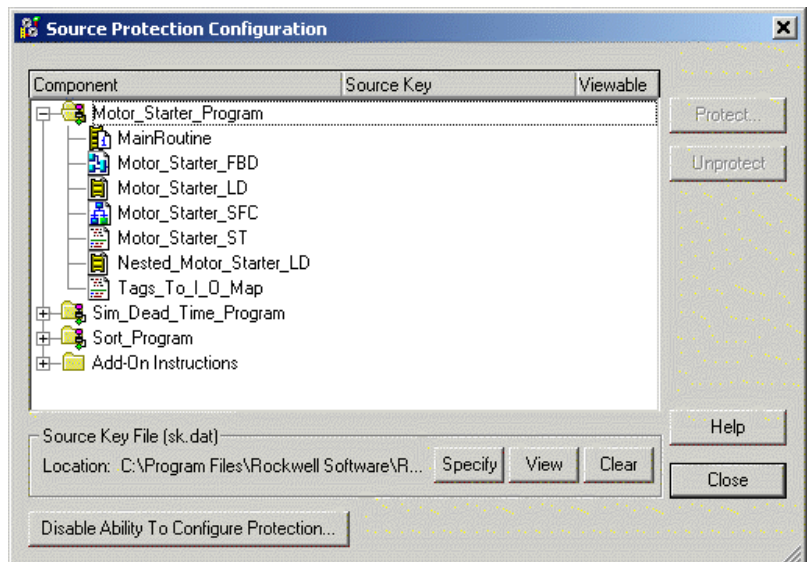 Source Protection Configuration
Component Source Key Viewable
Motor_Starter_Program
MainRoutine
Motor_Starter_FBD
Motor_Starter_LD
Motor_Starter_SFC
Motor_Starter_ST
Nested_Motor_Starter_LD
Tags_To_I_O_Map
Sim_Dead_Time_Program
Sort_Program
Add-On Instructions
Protect...
Unprotect
Source Key File (sk.dat)
Location: C:\Program Files\Rockwell Software\R... Specify View Clear
Help
Close
Disable Ability To Configure Protection...